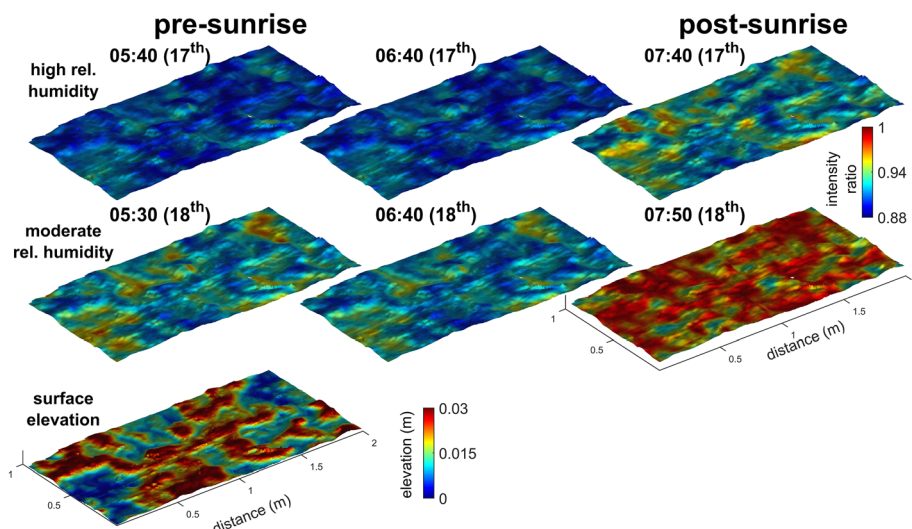 pre-sunrise
post-sunrise
high rel.
humidity
05:40 (17th)
06:40 (17th)
07:40 (17th)
1
0.94
0.88
intensity
ratio
moderate
rel. humidity
05:30 (18th)
06:40 (18th)
07:50 (18th)
1
0.5
0.5
1
1.5
distance (m)
surface
elevation
0.03
0.015
0
elevation (m)
1
0.5
0.5
1
1.5
2
distance (m)